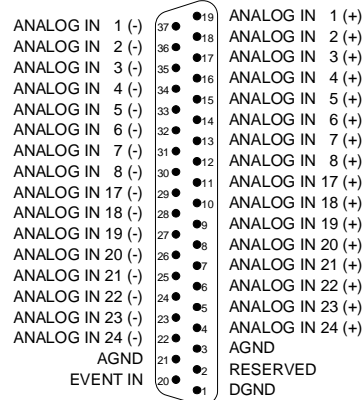 19 ANALOG IN 1 (+)
ANALOG IN 1 (-) 37
18 ANALOG IN 2 (+)
ANALOG IN 2 (-) 36
17 ANALOG IN 3 (+)
ANALOG IN 3 (-) 35
16 ANALOG IN 4 (+)
ANALOG IN 4 (-) 34
15 ANALOG IN 5 (+)
ANALOG IN 5 (-) 33
14 ANALOG IN 6 (+)
ANALOG IN 6 (-) 32
13 ANALOG IN 7 (+)
ANALOG IN 7 (-) 31
12 ANALOG IN 8 (+)
ANALOG IN 8 (-) 30
11 ANALOG IN 17 (+)
ANALOG IN 17 (-) 29
10 ANALOG IN 18 (+)
ANALOG IN 18 (-) 28
9 ANALOG IN 19 (+)
ANALOG IN 19 (-) 27
8 ANALOG IN 20 (+)
ANALOG IN 20 (-) 26
7 ANALOG IN 21 (+)
ANALOG IN 21 (-) 25
6 ANALOG IN 22 (+)
ANALOG IN 22 (-) 24
5 ANALOG IN 23 (+)
ANALOG IN 23 (-) 23
4 ANALOG IN 24 (+)
ANALOG IN 24 (-) 22
3 AGND
AGND 21
2 RESERVED
EVENT IN 20
1 DGND